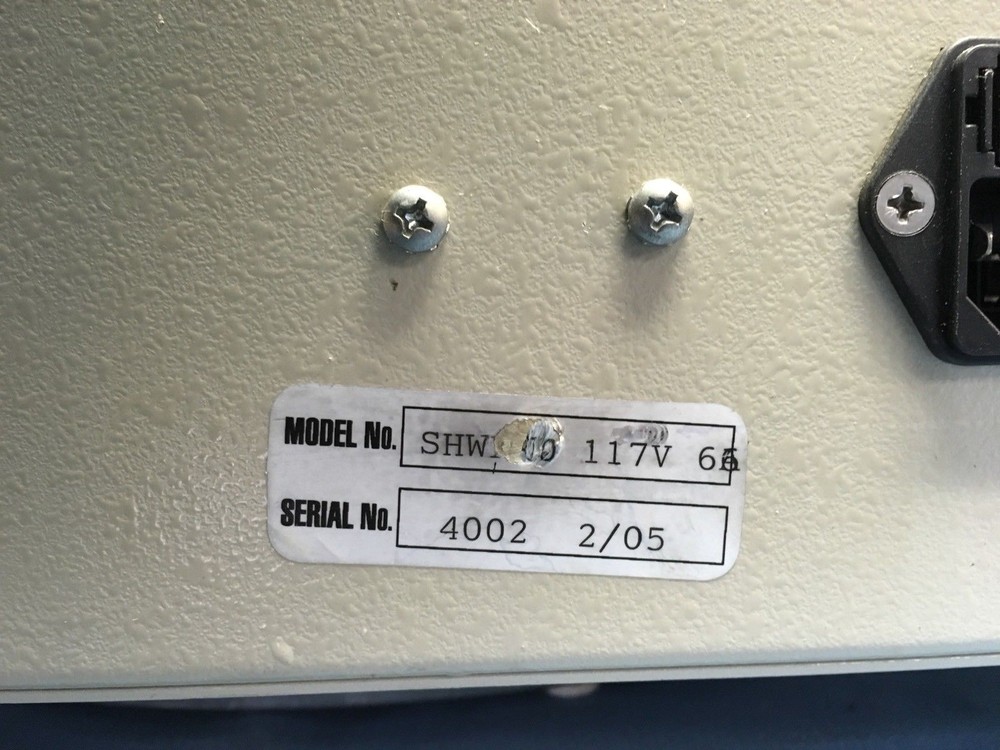 MODEL No. 117V
SERIAL No. 4002 2/05